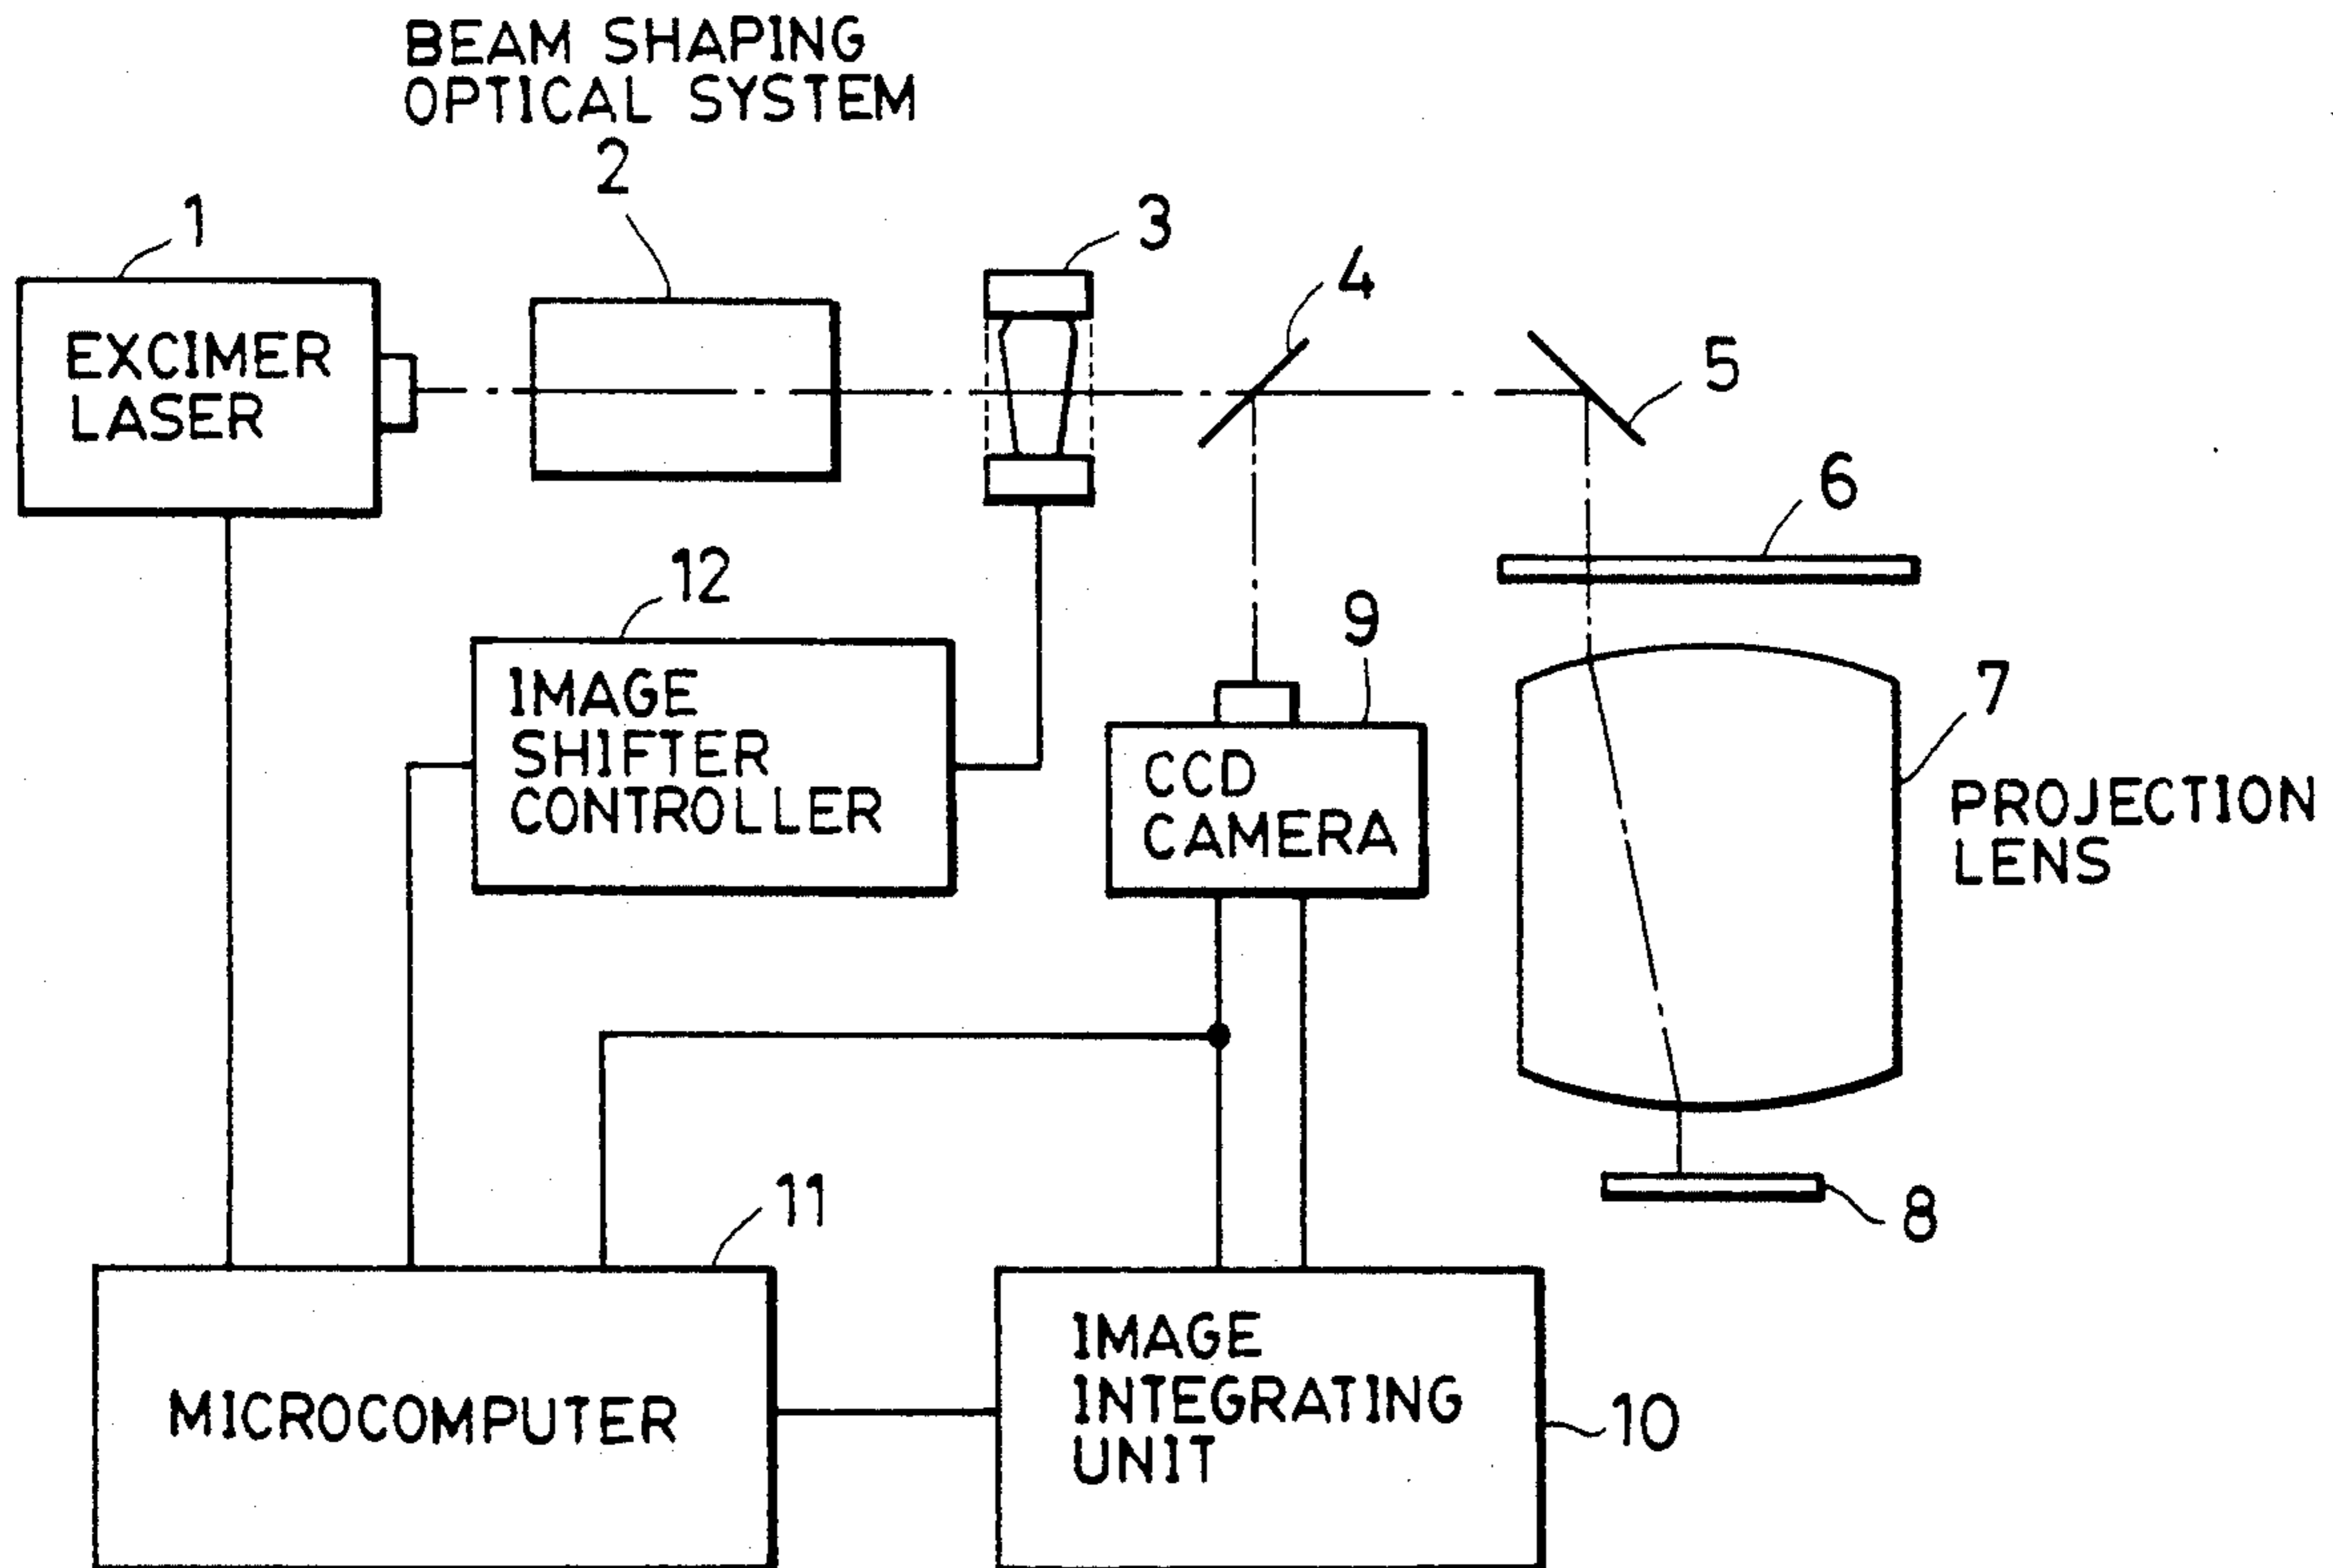 BEAM SHAPING
OPTICAL SYSTEM
2
1
3
4
5
EXCIMER
LASER
6
12
9
IMAGE
SHIFTER
CONTROLLER
7
CCD
CAMERA
PROJECTION
LENS
11
8
MICROCOMPUTER
IMAGE
INTEGRATING
UNIT
10